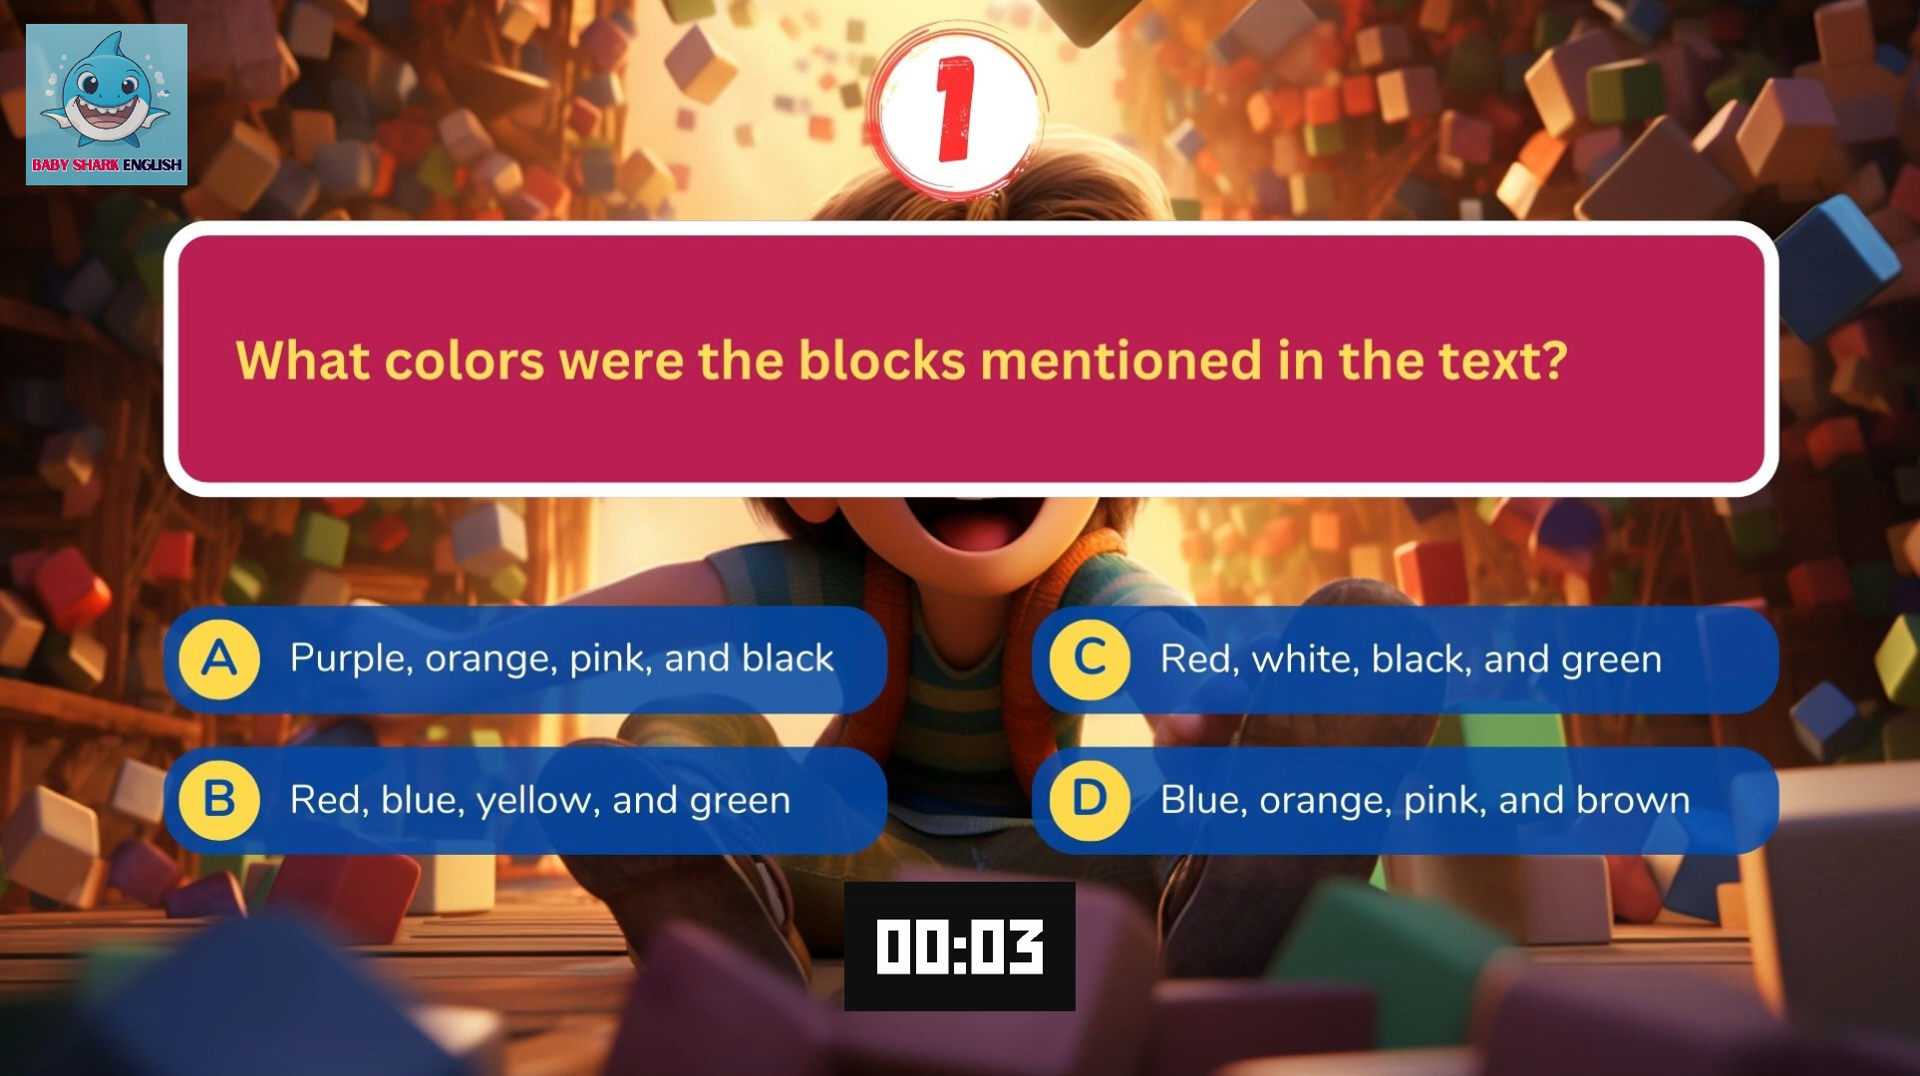 BABY SHARK ENGLISH
1
What colors were the blocks mentioned in the text?
A Purple, orange, pink, and black
B Red, blue, yellow, and green
C Red, white, black, and green
D Blue, orange, pink, and brown
00:03